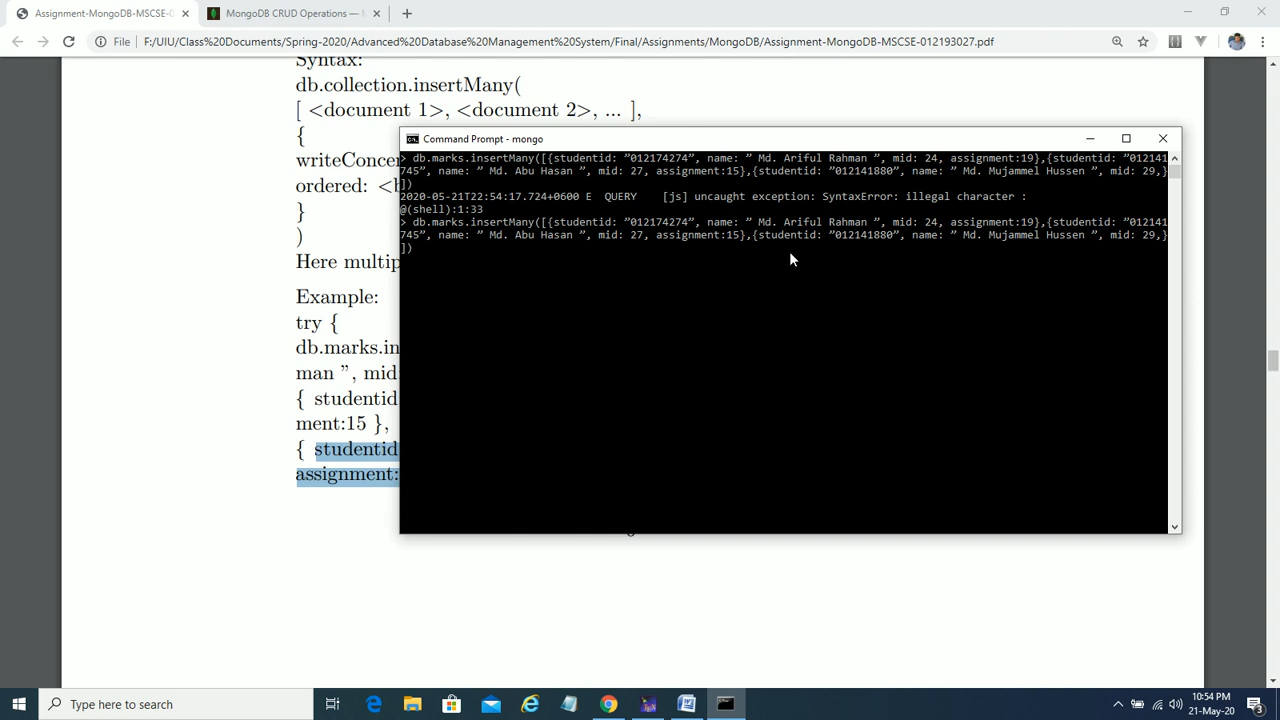 Assignment-MongoDB-MSCSE-0
MongoDB CRUD Operations —
File
F:/UIU/Class%20Documents/Spring-2020/Advanced%20Database%20Management%20System/Final/Assignments/MongoDB/Assignment-MongoDB-MSCSE-012193027.pdf
Syntax:
db.collection.insertMany(
[ <document 1>, <document 2>, ... ],
{
writeConcer
ordered: <b
}
)
Here multip
Example:
try {
db.marks.in
man ”, mid:
{ studentid
ment:15 },
{ studentid
assignment:
Command Prompt - mongo
> db.marks.insertMany([{studentid: ”012174274”, name: ” Md. Ariful Rahman ”, mid: 24, assignment:19},{studentid: ”012141
745”, name: ” Md. Abu Hasan ”, mid: 27, assignment:15},{studentid: ”012141880”, name: ” Md. Mujammel Hussen ”, mid: 29,}
])
2020-05-21T22:54:17.724+0600 E  QUERY    [js] uncaught exception: SyntaxError: illegal character :
@(shell):1:33
> db.marks.insertMany([{studentid: ”012174274”, name: ” Md. Ariful Rahman ”, mid: 24, assignment:19},{studentid: ”012141
745”, name: ” Md. Abu Hasan ”, mid: 27, assignment:15},{studentid: ”012141880”, name: ” Md. Mujammel Hussen ”, mid: 29,}
])
Type here to search
10:54 PM
21-May-20